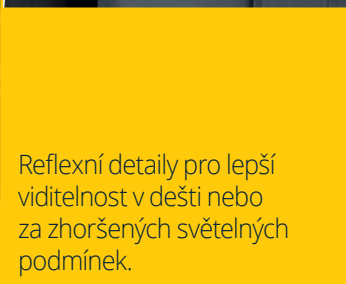 Reflexní detaily pro lepší
viditelnost v dešti nebo
za zhoršených světelných
podmínek.